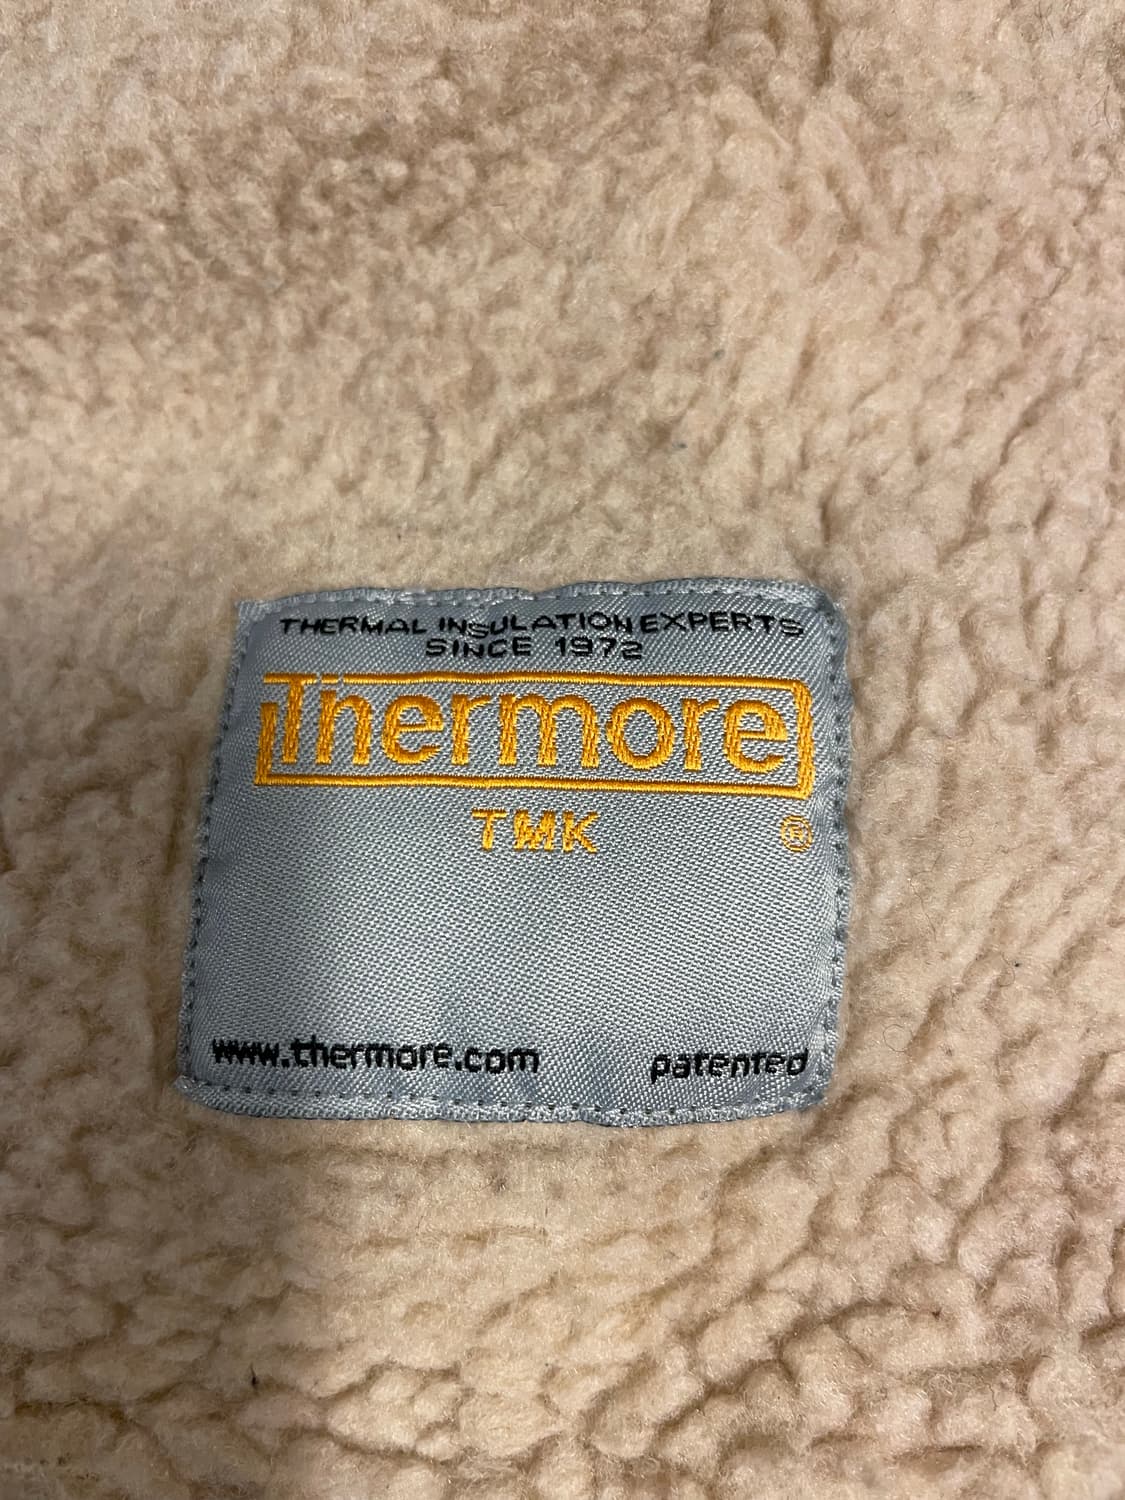 THERMAL INSULATION EXPERTS
SINCE 1972
Thermore
TMK ®
www.thermore.com patented